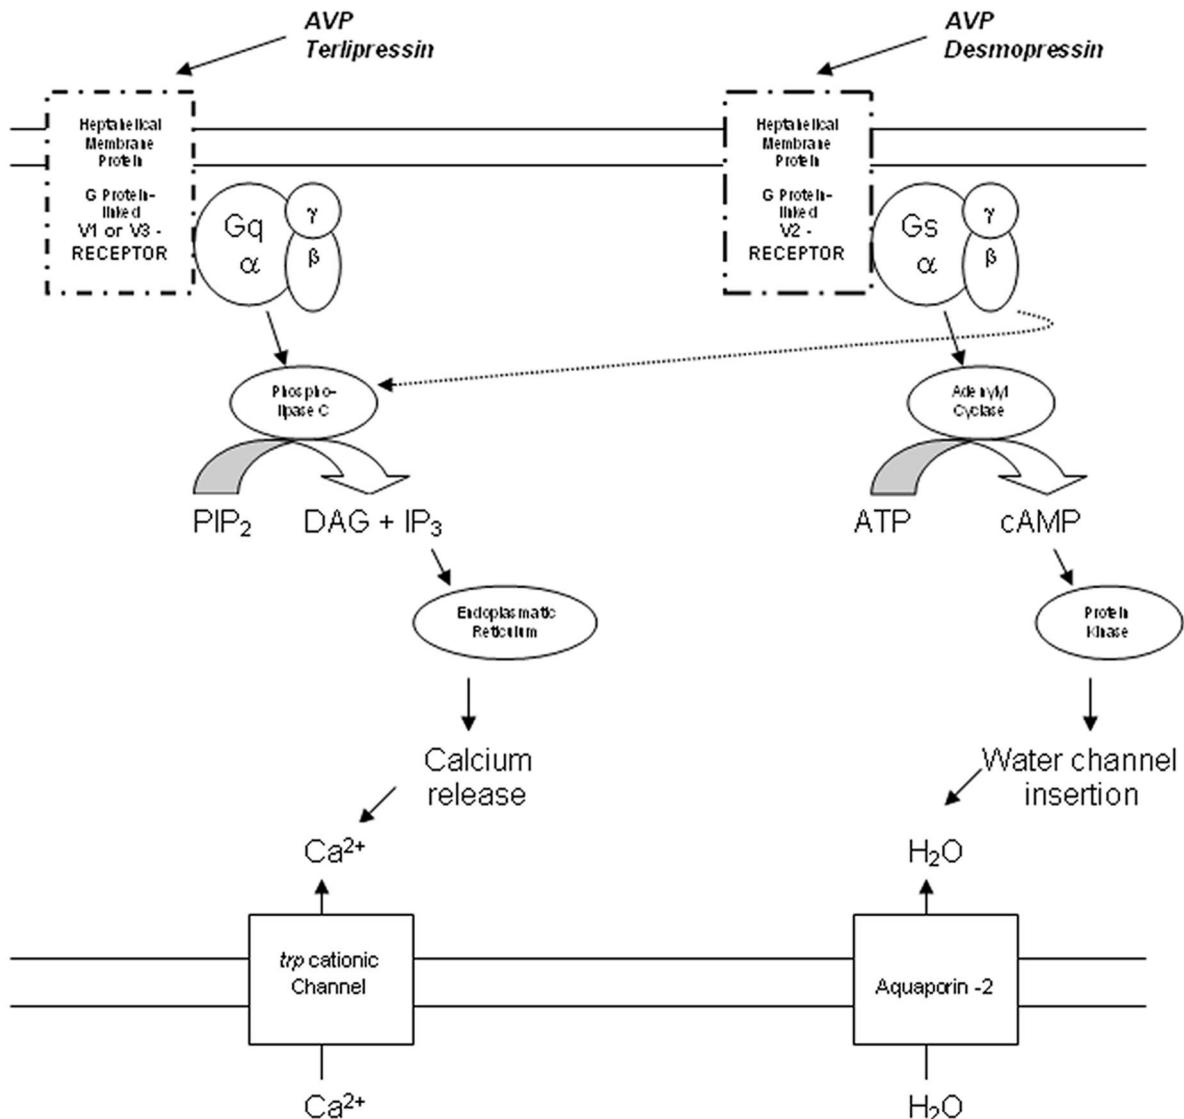 AVP
Terlipressin
AVP
Desmopressin
Heptahelical
Membrane
Protein
G Protein-
linked
V1 or V3 -
RECEPTOR
Gq
α
γ
β
Heptahelical
Membrane
Protein
G Protein-
linked
V2 -
RECEPTOR
Gs
α
γ
β
Phospho-
lipase C
Adenylyl
Cyclase
PIP₂
DAG + IP₃
ATP
cAMP
Endoplasmatic
Reticulum
Protein
Kinase
Calcium
release
Water channel
insertion
Ca²⁺
H₂O
trp cationic
Channel
Aquaporin -2
Ca²⁺
H₂O